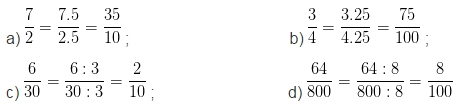 a) 7/2 = 7.5/2.5 = 35/10 ; b) 3/4 = 3.25/4.25 = 75/100 ;
c) 6/30 = 6 : 3/30 : 3 = 2/10 ; d) 64/800 = 64 : 8/800 : 8 = 8/100